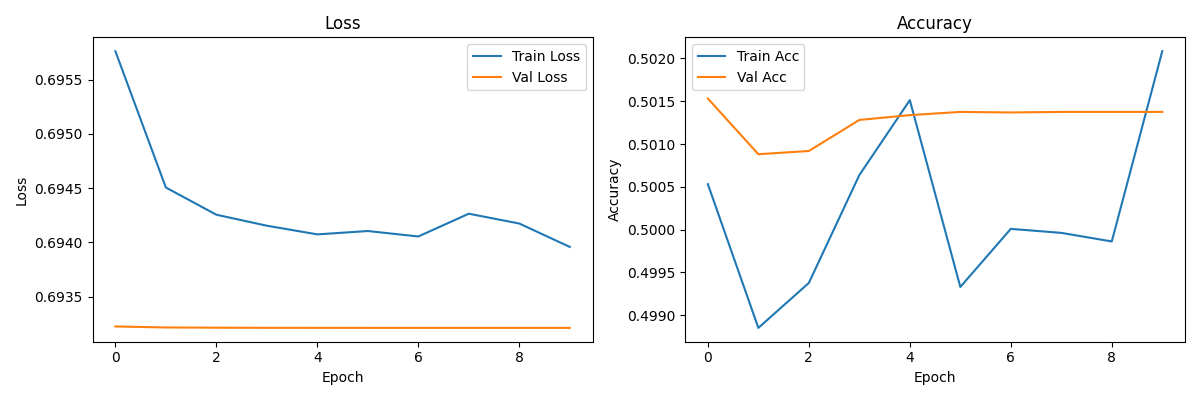 Loss
Train Loss
Val Loss
0.6955
0.6950
0.6945
0.6940
0.6935
Loss
0 2 4 6 8
Epoch
Accuracy
Train Acc
Val Acc
0.5020
0.5015
0.5010
0.5005
0.5000
0.4995
0.4990
Accuracy
0 2 4 6 8
Epoch